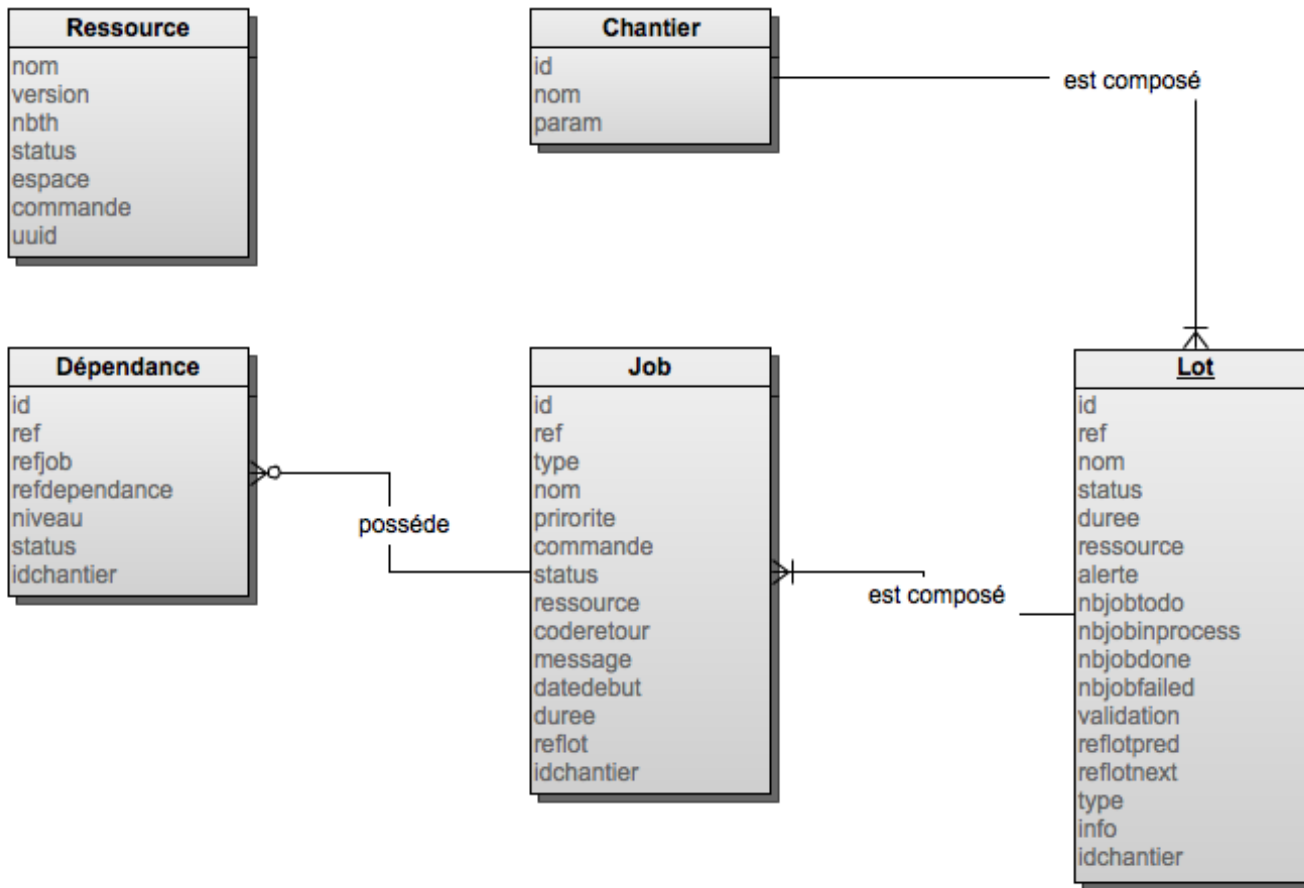 Ressource
nom
version
nbth
status
espace
commande
uuid
Chantier
id
nom
param
est composé
Dépendance
id
ref
refjob
refdependance
niveau
status
idchantier
posséde
Job
id
ref
type
nom
prirorite
commande
status
ressource
coderetour
message
datedebut
duree
reflot
idchantier
est composé
Lot
id
ref
nom
status
duree
ressource
alerte
nbjobtodo
nbjobinprocess
nbjobdone
nbjobfailed
validation
reflotpred
reflotnext
type
info
idchantier